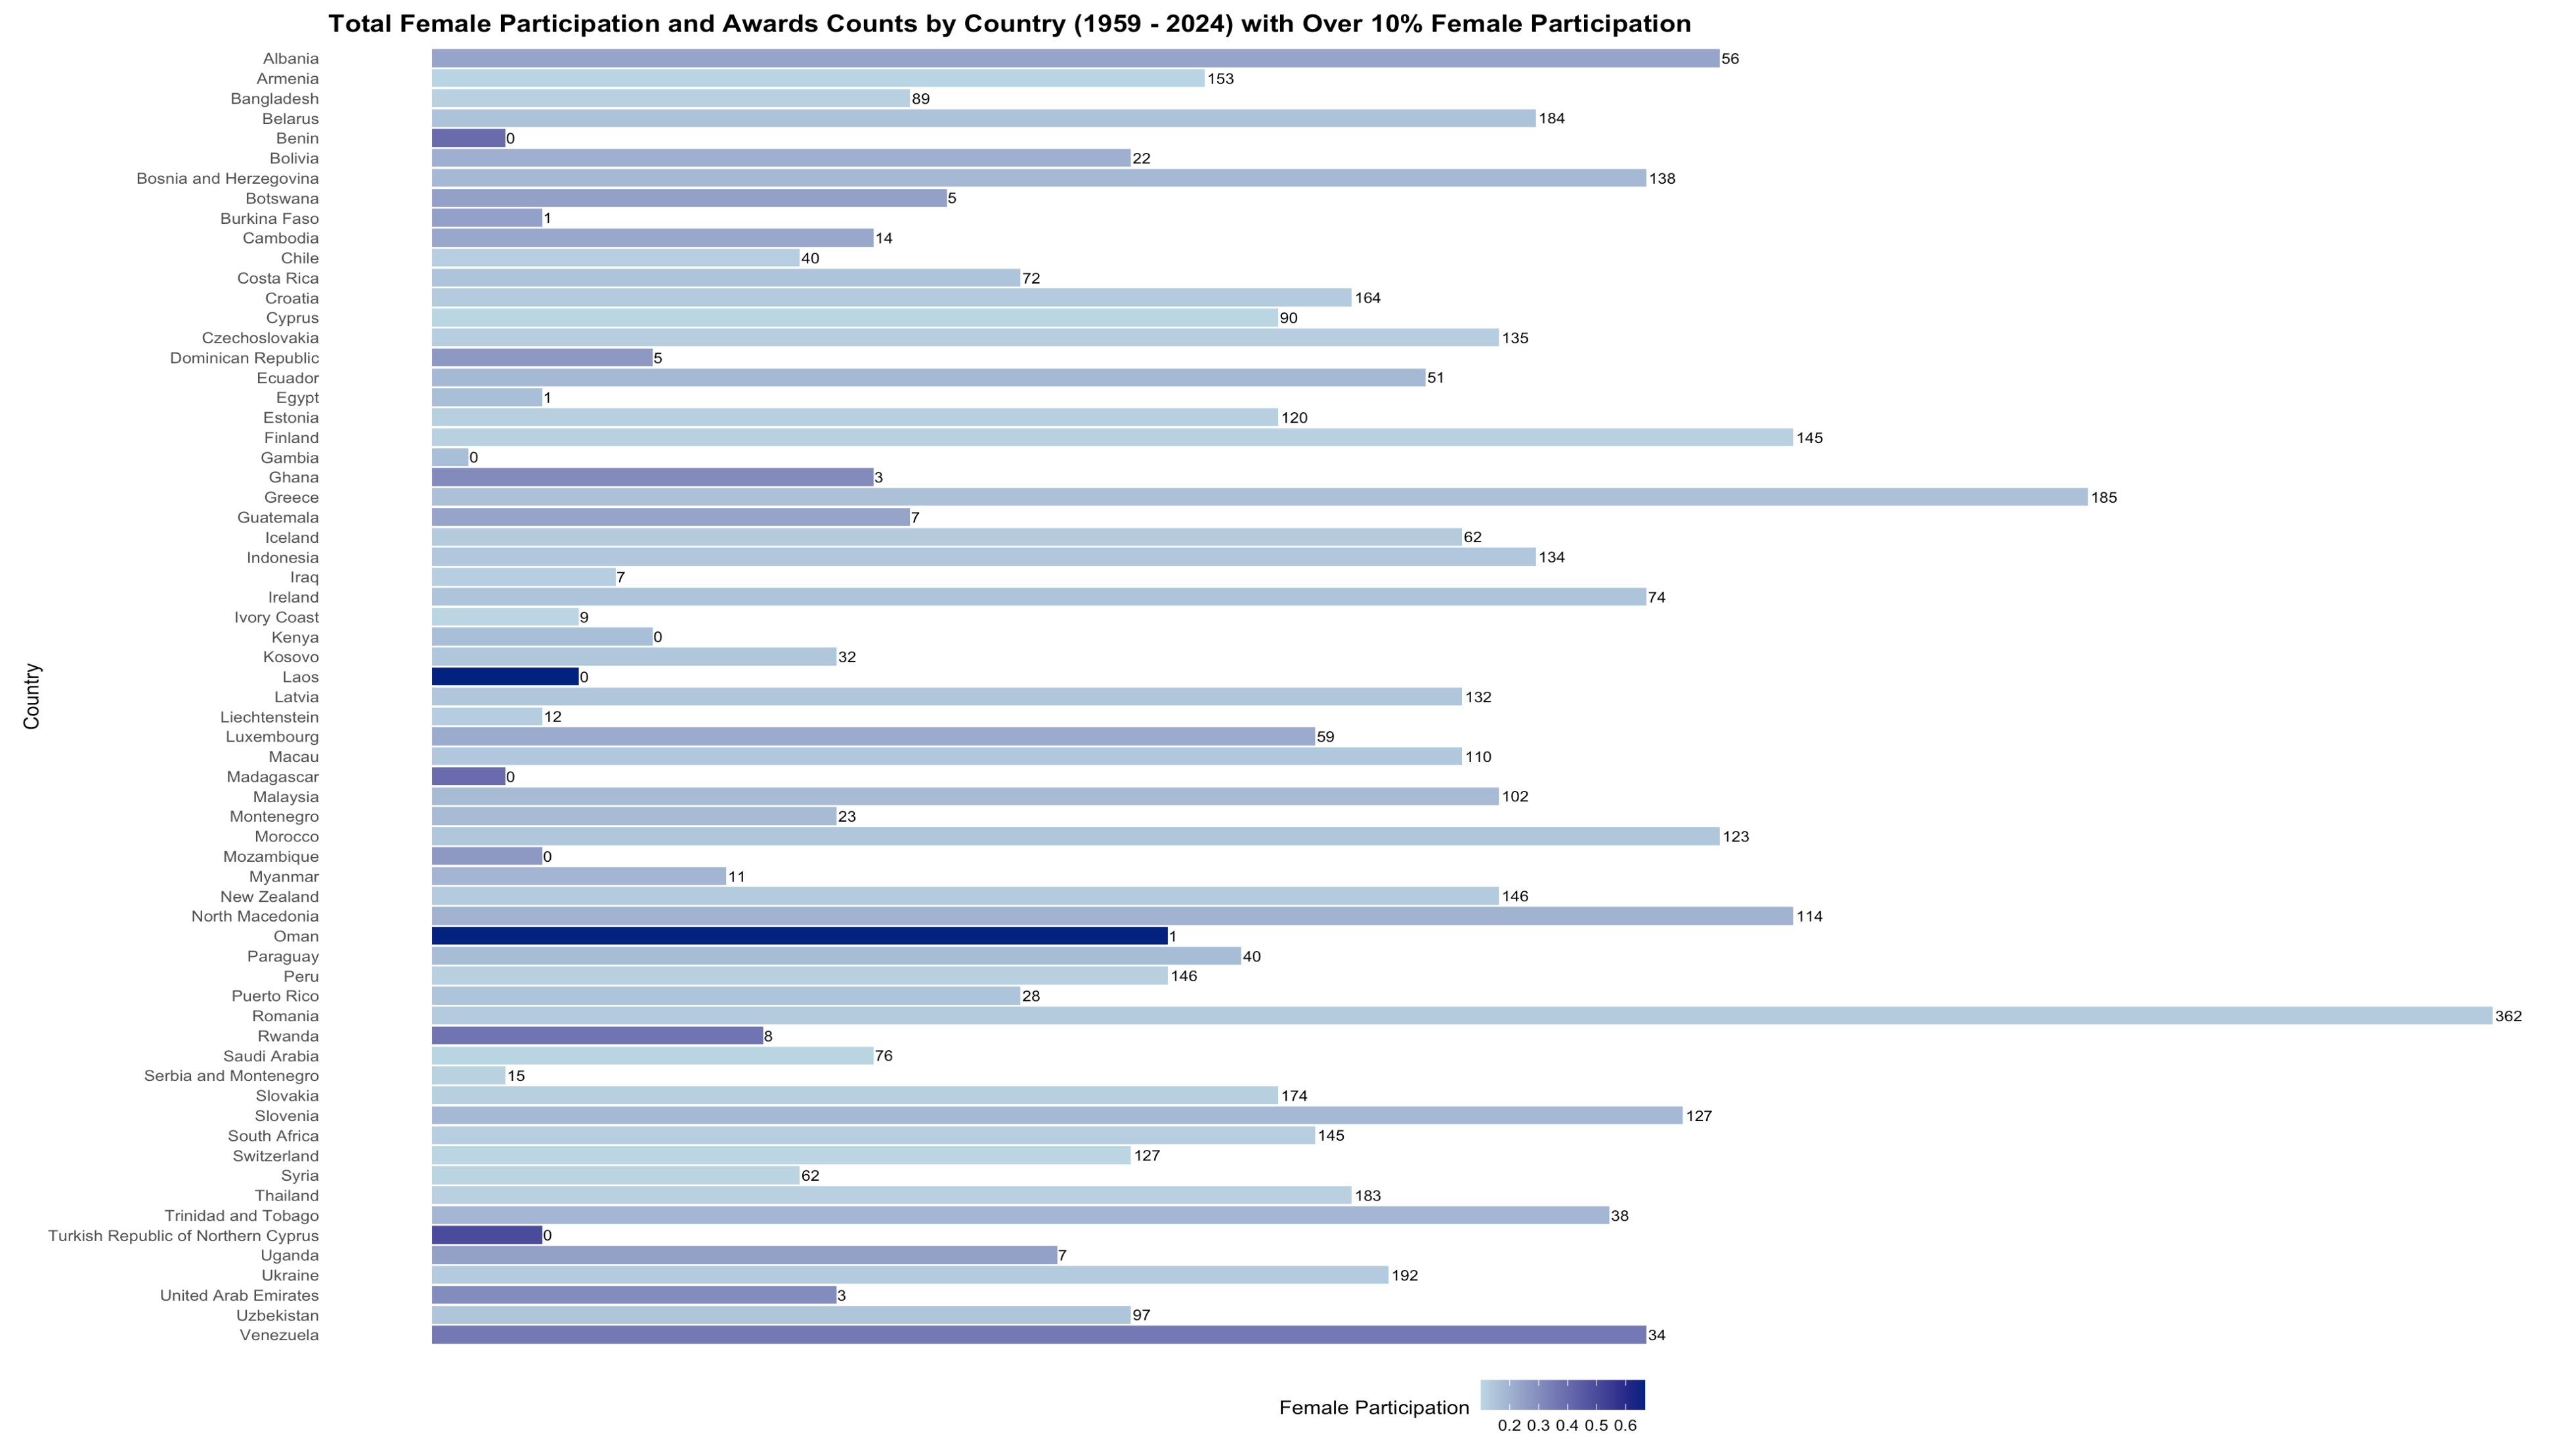 Total Female Participation and Awards Counts by Country (1959 - 2024) with Over 10% Female Participation
Albania 56
Armenia 153
Bangladesh 89
Belarus 184
Benin 0
Bolivia 22
Bosnia and Herzegovina 138
Botswana 5
Burkina Faso 1
Cambodia 14
Chile 40
Costa Rica 72
Croatia 164
Cyprus 90
Czechoslovakia 135
Dominican Republic 5
Ecuador 51
Egypt 1
Estonia 120
Finland 145
Gambia 0
Ghana 3
Greece 185
Guatemala 7
Iceland 62
Indonesia 134
Iraq 7
Ireland 74
Ivory Coast 9
Kenya 0
Kosovo 32
Laos 0
Latvia 132
Liechtenstein 12
Luxembourg 59
Macau 110
Madagascar 0
Malaysia 102
Montenegro 23
Morocco 123
Mozambique 0
Myanmar 11
New Zealand 146
North Macedonia 114
Oman 1
Paraguay 40
Peru 146
Puerto Rico 28
Romania 362
Rwanda 8
Saudi Arabia 76
Serbia and Montenegro 15
Slovakia 174
Slovenia 127
South Africa 145
Switzerland 127
Syria 62
Thailand 183
Trinidad and Tobago 38
Turkish Republic of Northern Cyprus 0
Uganda 7
Ukraine 192
United Arab Emirates 3
Uzbekistan 97
Venezuela 34
Country
Female Participation
0.2 0.3 0.4 0.5 0.6